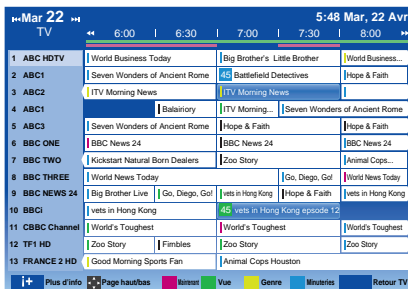 Mar 22 5:48 Mar, 22 Avr
TV 6:00 6:30 7:00 7:30 8:00
1 ABC HDTV World Business Today Big Brother's Little Brother World Business...
2 ABC1 Seven Wonders of Ancient Rome 45 Battlefield Detectives Hope & Faith
3 ABC2 ITV Morning News ITV Morning News
4 ABC1 Balairiory ITV Morning... Seven Wonders of Ancient Rome
5 ABC3 Seven Wonders of Ancient Rome Hope & Faith Hope & Faith
6 BBC ONE BBC News 24 BBC News 24 BBC News 24
7 BBC TWO Kickstart Natural Born Dealers Zoo Story Animal Cops...
8 BBC THREE World News Today Go, Diego, Go! World News Today
9 BBC NEWS 24 Big Brother Live Go, Diego, Go! vets in Hong Kong Hope & Faith vets in Hong Kong
10 BBCi vets in Hong Kong 45 vets in Hong Kong epsode 12
11 CBBC Channel World's Toughest World's Toughest World's Toughest
12 TF1 HD Zoo Story Fimbles Zoo Story Zoo Story
13 FRANCE 2 HD Good Morning Sports Fan Animal Cops Houston
i+ Plus d'info Page haut/bas Maintenant Vue Genre Minuteries Retour TV